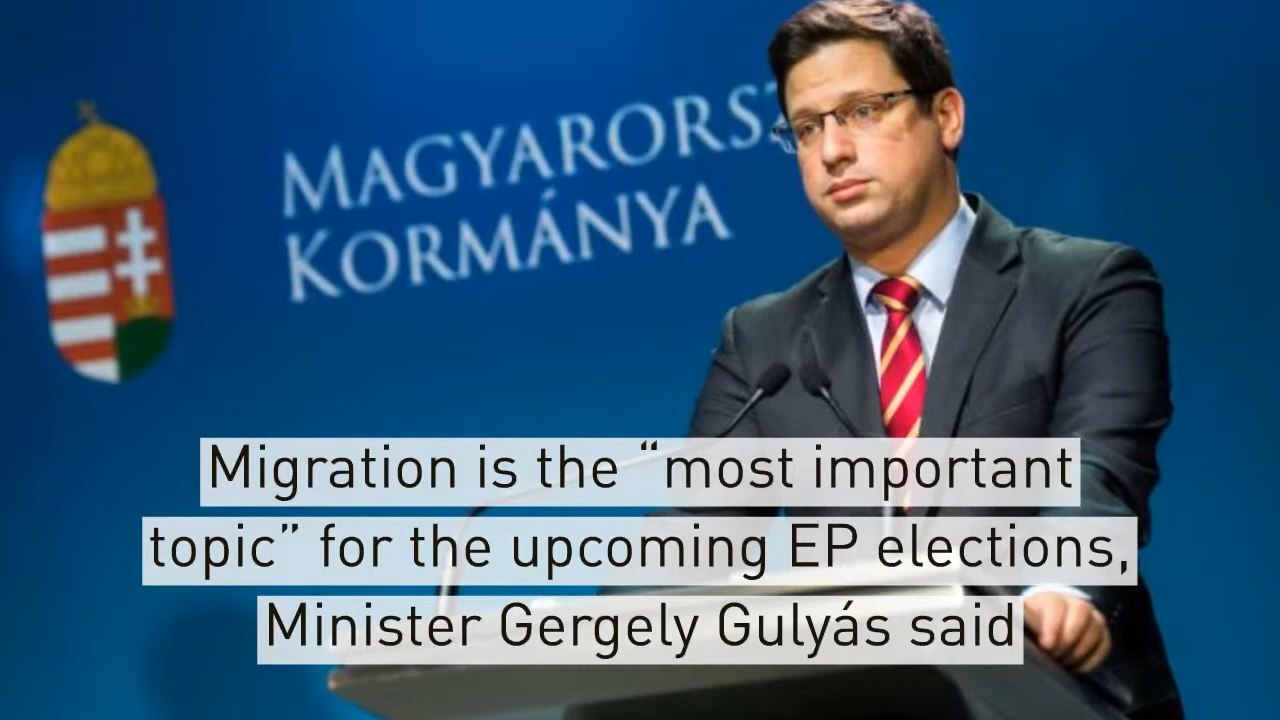 MAGYARORSZ
KORMÁNYA
Migration is the “most important
topic” for the upcoming EP elections,
Minister Gergely Gulyás said